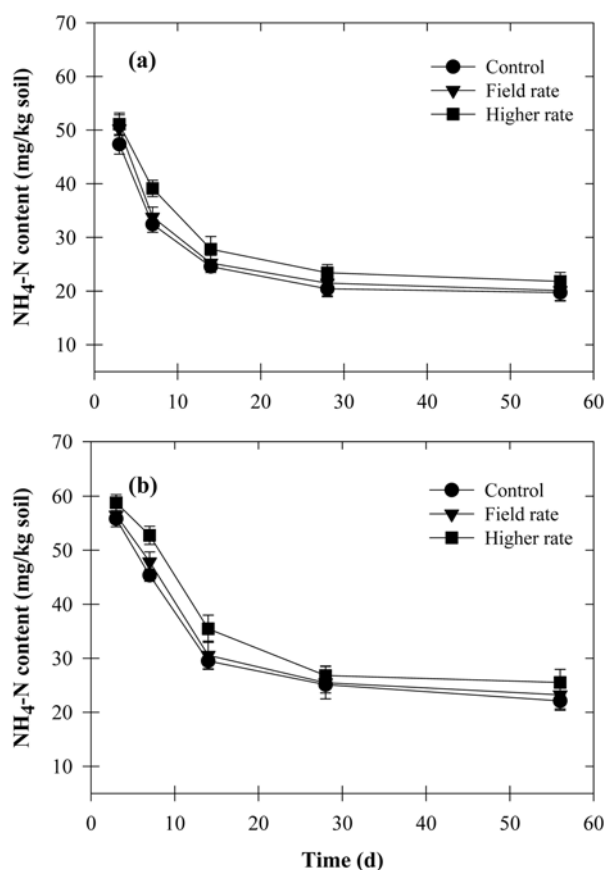 70
(a)
Control
60
Field rate
Higher rate
50
40
30
20
10
NH₄-N content (mg/kg soil)
0 10 20 30 40 50 60
70
(b)
Control
60
Field rate
Higher rate
50
40
30
20
10
NH₄-N content (mg/kg soil)
0 10 20 30 40 50 60
Time (d)